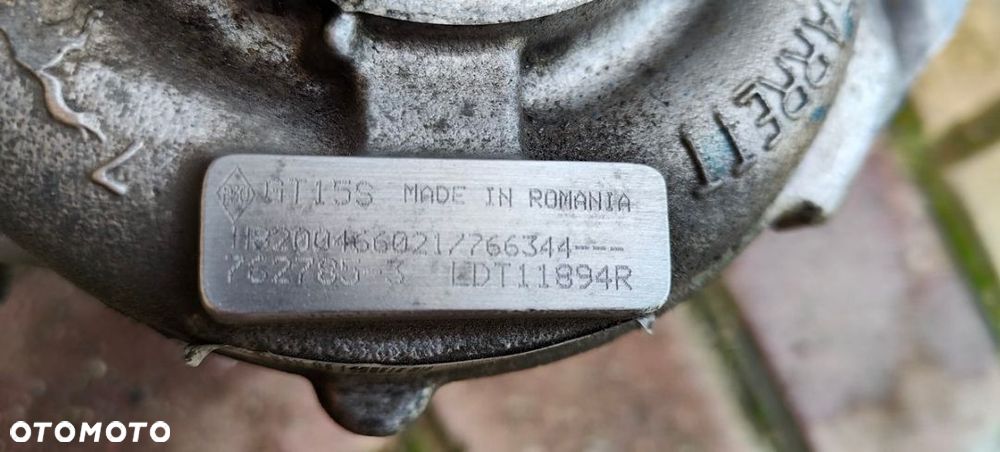 GARRETT
GT15S MADE IN ROMANIA
H8200466021/766344----
762785-3 LDT11894R
OTOMOTO